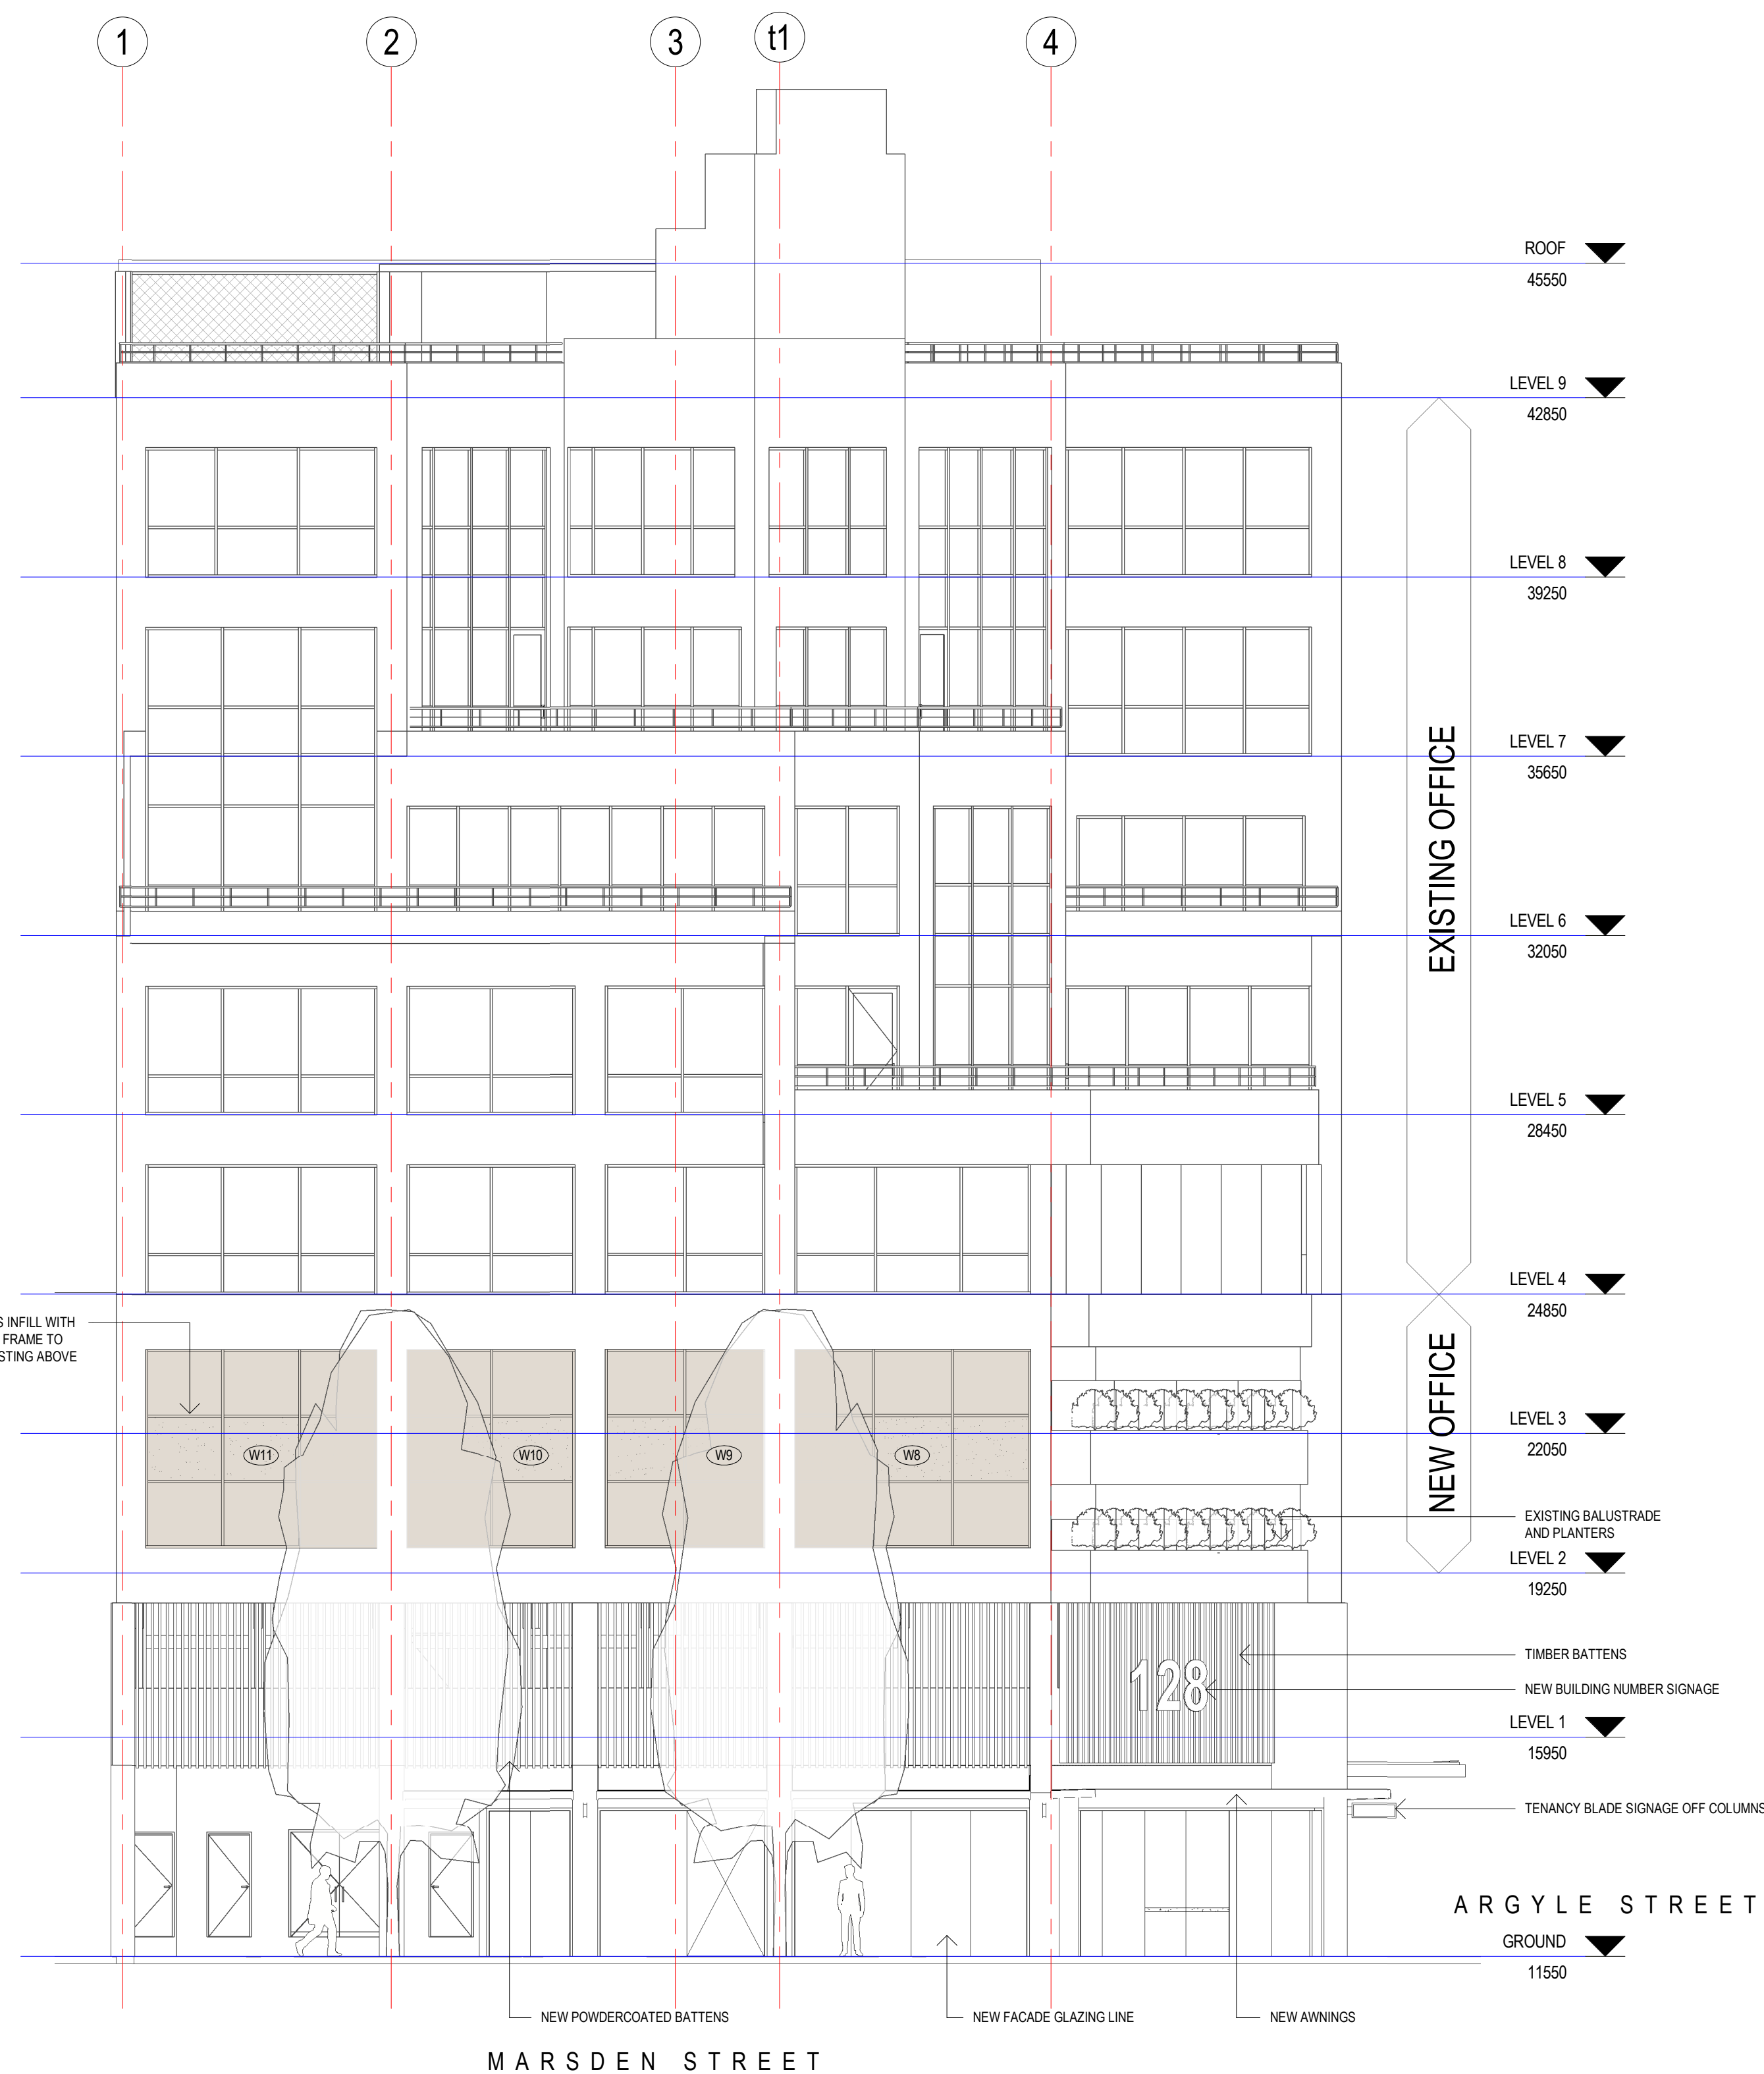 1
2
3
t1
4
ROOF
45550
LEVEL 9
42850
LEVEL 8
39250
LEVEL 7
35650
EXISTING OFFICE
LEVEL 6
32050
LEVEL 5
28450
LEVEL 4
24850
S INFILL WITH
FRAME TO
STING ABOVE
NEW OFFICE
LEVEL 3
22050
W11
W10
W9
W8
EXISTING BALUSTRADE
AND PLANTERS
LEVEL 2
19250
TIMBER BATTENS
128
NEW BUILDING NUMBER SIGNAGE
LEVEL 1
15950
TENANCY BLADE SIGNAGE OFF COLUMNS
ARGYLE STREET
GROUND
11550
NEW POWDERCOATED BATTENS
NEW FACADE GLAZING LINE
NEW AWNINGS
MARSDEN STREET